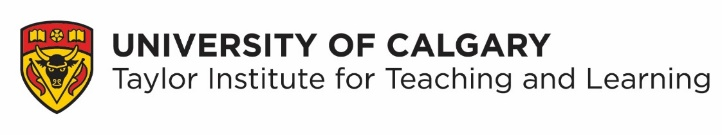 UNIVERSITY OF CALGARY
Taylor Institute for Teaching and Learning